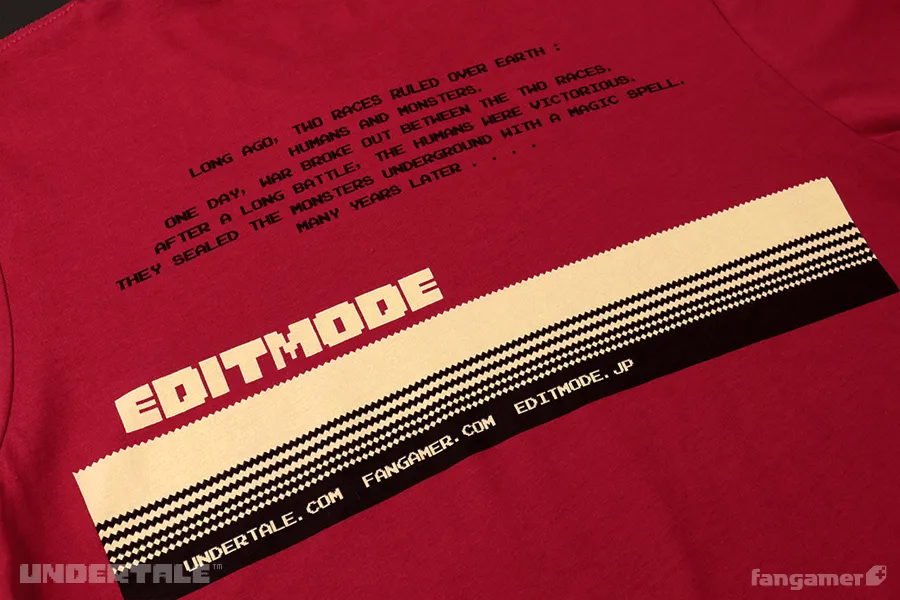 LONG AGO, TWO RACES RULED OVER EARTH :
HUMANS AND MONSTERS.
ONE DAY, WAR BROKE OUT BETWEEN THE TWO RACES.
AFTER A LONG BATTLE, THE HUMANS WERE VICTORIOUS.
THEY SEALED THE MONSTERS UNDERGROUND WITH A MAGIC SPELL.
MANY YEARS LATER . . . .
EDITMODE
UNDERTALE.COM FANGAMER.COM EDITMODE.JP
UNDERTALE™
fangamer